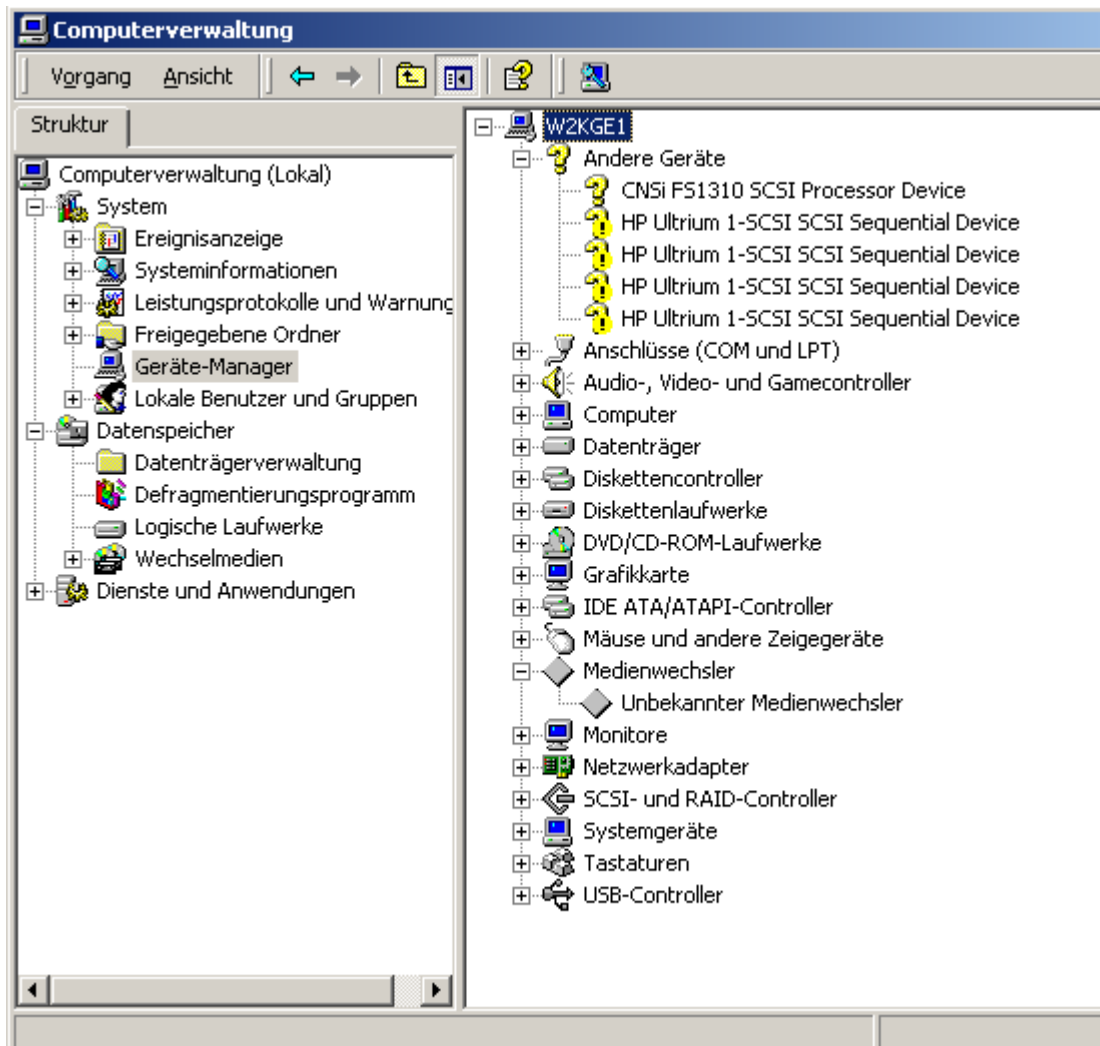 Computerverwaltung
Vorgang Ansicht
Struktur
Computerverwaltung (Lokal)
System
Ereignisanzeige
Systeminformationen
Leistungsprotokolle und Warnung
Freigegebene Ordner
Geräte-Manager
Lokale Benutzer und Gruppen
Datenspeicher
Datenträgerverwaltung
Defragmentierungsprogramm
Logische Laufwerke
Wechselmedien
Dienste und Anwendungen
W2KGE1
Andere Geräte
CNSi FS1310 SCSI Processor Device
HP Ultrium 1-SCSI SCSI Sequential Device
HP Ultrium 1-SCSI SCSI Sequential Device
HP Ultrium 1-SCSI SCSI Sequential Device
HP Ultrium 1-SCSI SCSI Sequential Device
Anschlüsse (COM und LPT)
Audio-, Video- und Gamecontroller
Computer
Datenträger
Diskettencontroller
Diskettenlaufwerke
DVD/CD-ROM-Laufwerke
Grafikkarte
IDE ATA/ATAPI-Controller
Mäuse und andere Zeigegeräte
Medienwechsler
Unbekannter Medienwechsler
Monitore
Netzwerkadapter
SCSI- und RAID-Controller
Systemgeräte
Tastaturen
USB-Controller